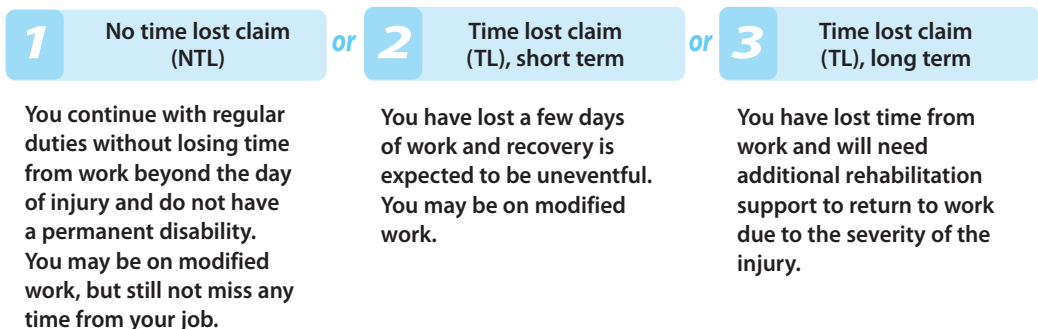 1
No time lost claim
(NTL)
or
2
Time lost claim
(TL), short term
or
3
Time lost claim
(TL), long term
You continue with regular
duties without losing time
from work beyond the day
of injury and do not have
a permanent disability.
You may be on modified
work, but still not miss any
time from your job.
You have lost a few days
of work and recovery is
expected to be uneventful.
You may be on modified
work.
You have lost time from
work and will need
additional rehabilitation
support to return to work
due to the severity of the
injury.